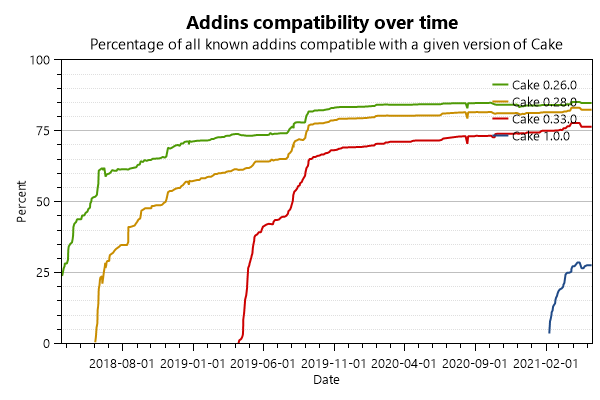 Addins compatibility over time
Percentage of all known addins compatible with a given version of Cake
100
75
50
25
0
Percent
Cake 0.26.0
Cake 0.28.0
Cake 0.33.0
Cake 1.0.0
2018-08-01 2019-01-01 2019-06-01 2019-11-01 2020-04-01 2020-09-01 2021-02-01
Date